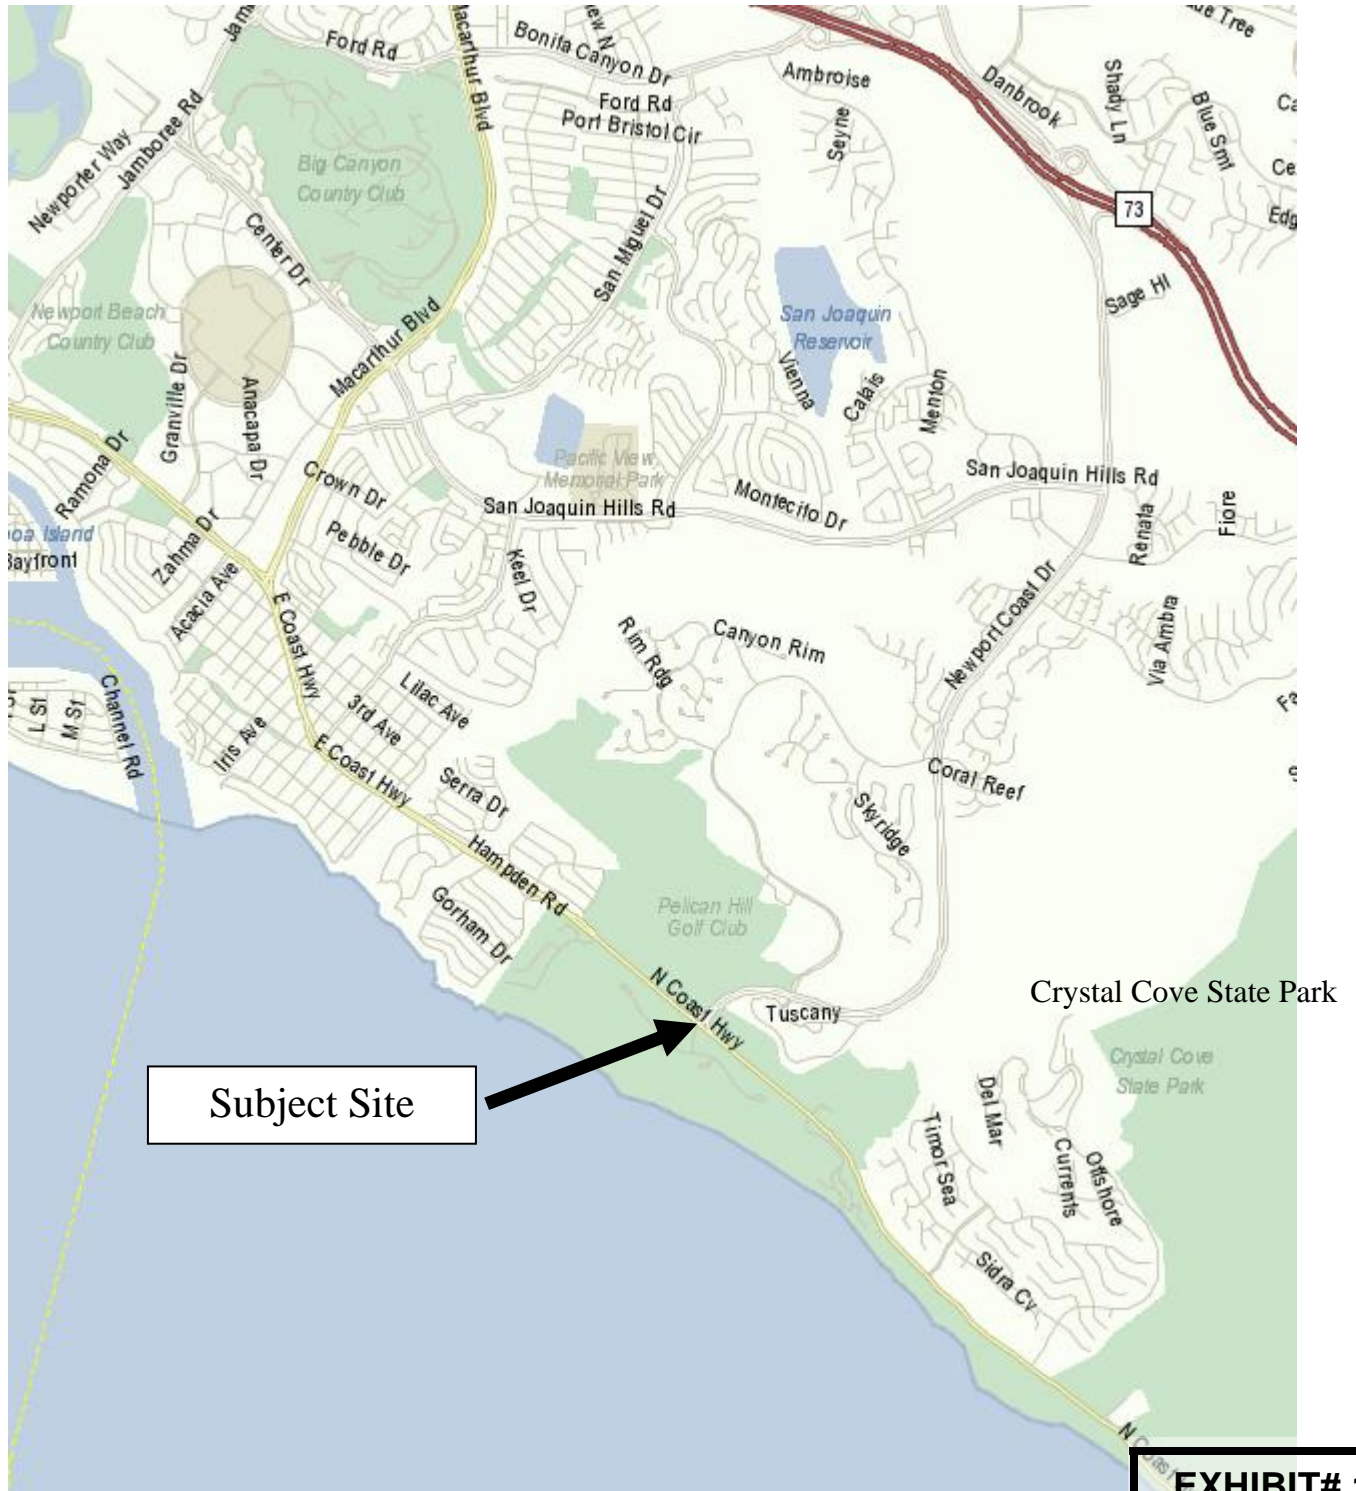 Ford Rd
Bonita Canyon Dr
Macarthur Blvd
Ambroise
Danbrook
Shady Ln
Blue Smt
Ford Rd
Port Bristol Cir
Seyne
Newporter Way
Jamboree Rd
Big Canyon
Country Club
Center Dr
San Miguel Dr
73
Sage Hl
Newport Beach
Country Club
San Joaquin
Reservoir
Macarthur Blvd
Granville Dr
Anacapa Dr
Vienna
Calais
Menton
Ramona Dr
Crown Dr
Pacific View
Memorial Park
San Joaquin Hills Rd
San Joaquin Hills Rd
Montecito Dr
Renata
Fiore
Island
Bayfront
Zahma Dr
Pebble Dr
Acacia Ave
Keel Dr
E Coast Hwy
Rim Rdg
Canyon Rim
Newport Coast Dr
Via Ambra
L St
M St
Channel Rd
Iris Ave
3rd Ave
Lilac Ave
E Coast Hwy
Serra Dr
Coral Reef
Skyridge
Hampden Rd
Gorham Dr
Pelican Hill
Golf Club
N Coast Hwy
Tuscany
Crystal Cove State Park
Crystal Cove
State Park
Subject Site
Del Mar
Timor Sea
Currents
Offshore
Sidra Cv
N Coast
EXHIBIT#